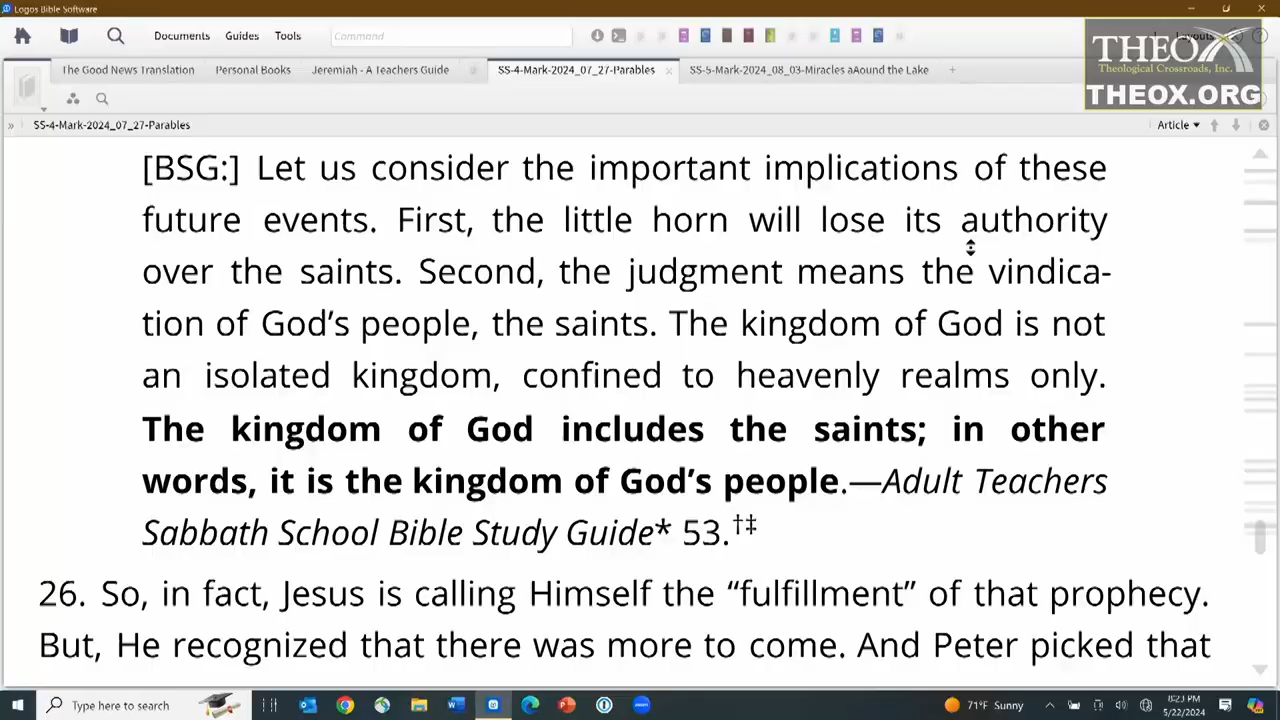 Logos Bible Software
Documents Guides Tools Command
THEOX
Theological Crossroads, Inc.
THEOX.ORG
The Good News Translation Personal Books Jeremiah - A Teach SS-4-Mark-2024_07_27-Parables SS-5-Mark-2024_08_03-Miracles aAound the Lake
SS-4-Mark-2024_07_27-Parables Article
[BSG:] Let us consider the important implications of these
future events. First, the little horn will lose its authority
over the saints. Second, the judgment means the vindica-
tion of God's people, the saints. The kingdom of God is not
an isolated kingdom, confined to heavenly realms only.
The kingdom of God includes the saints; in other
words, it is the kingdom of God's people.—Adult Teachers
Sabbath School Bible Study Guide* 53.†‡
26. So, in fact, Jesus is calling Himself the “fulfillment” of that prophecy.
But, He recognized that there was more to come. And Peter picked that
Type here to search
71°F Sunny
8:23 PM
5/22/2024